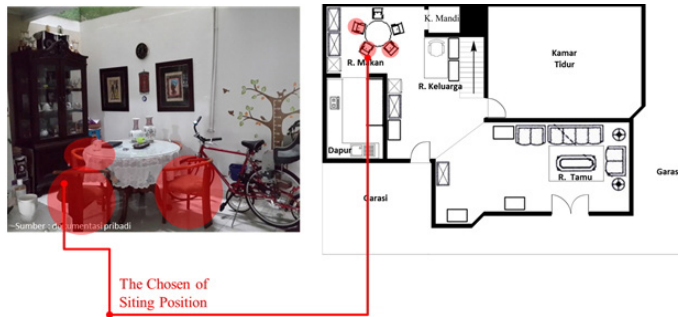 ~Sumber : dokumentasi pribadi
The Chosen of
Siting Position
K. Mandi
R. Makan
R. Keluarga
Kamar
Tidur
Dapur
R. Tamu
Garasi
Garas